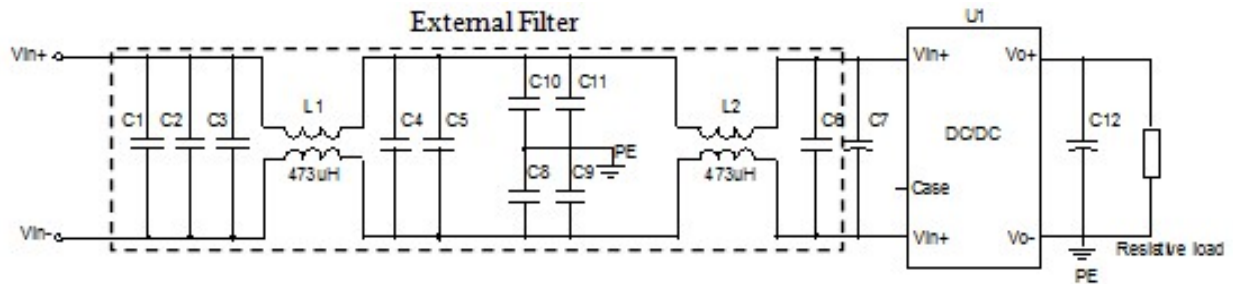 External Filter
U1
Vin+
Vin+
Vo+
C10
C11
L1
L2
C1
C2
C3
C4
C5
C6
C7
DC/DC
C12
PE
473uH
C8
C9
473uH
Case
Vin-
Vin+
Vo-
Resistive load
PE